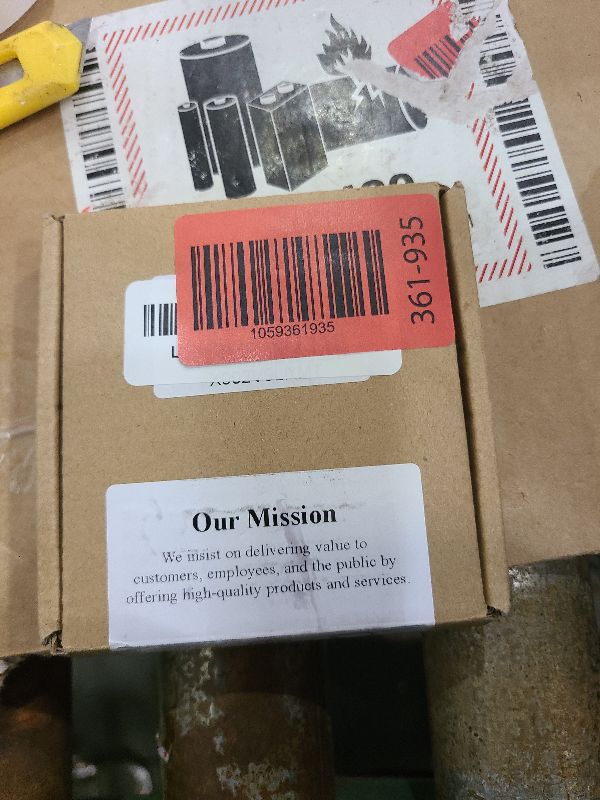 361-935
1059361935
L
Our Mission
We insist on delivering value to
customers, employees, and the public by
offering high-quality products and services.